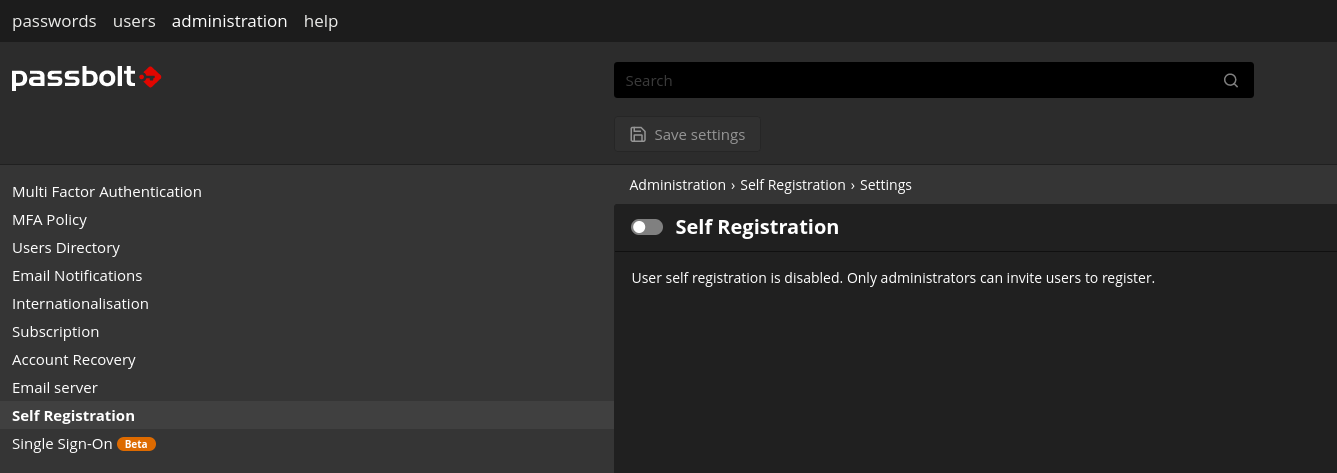 passwords users administration help
passbolt
Search
Save settings
Multi Factor Authentication
MFA Policy
Users Directory
Email Notifications
Internationalisation
Subscription
Account Recovery
Email server
Self Registration
Single Sign-On Beta
Administration › Self Registration › Settings
Self Registration
User self registration is disabled. Only administrators can invite users to register.